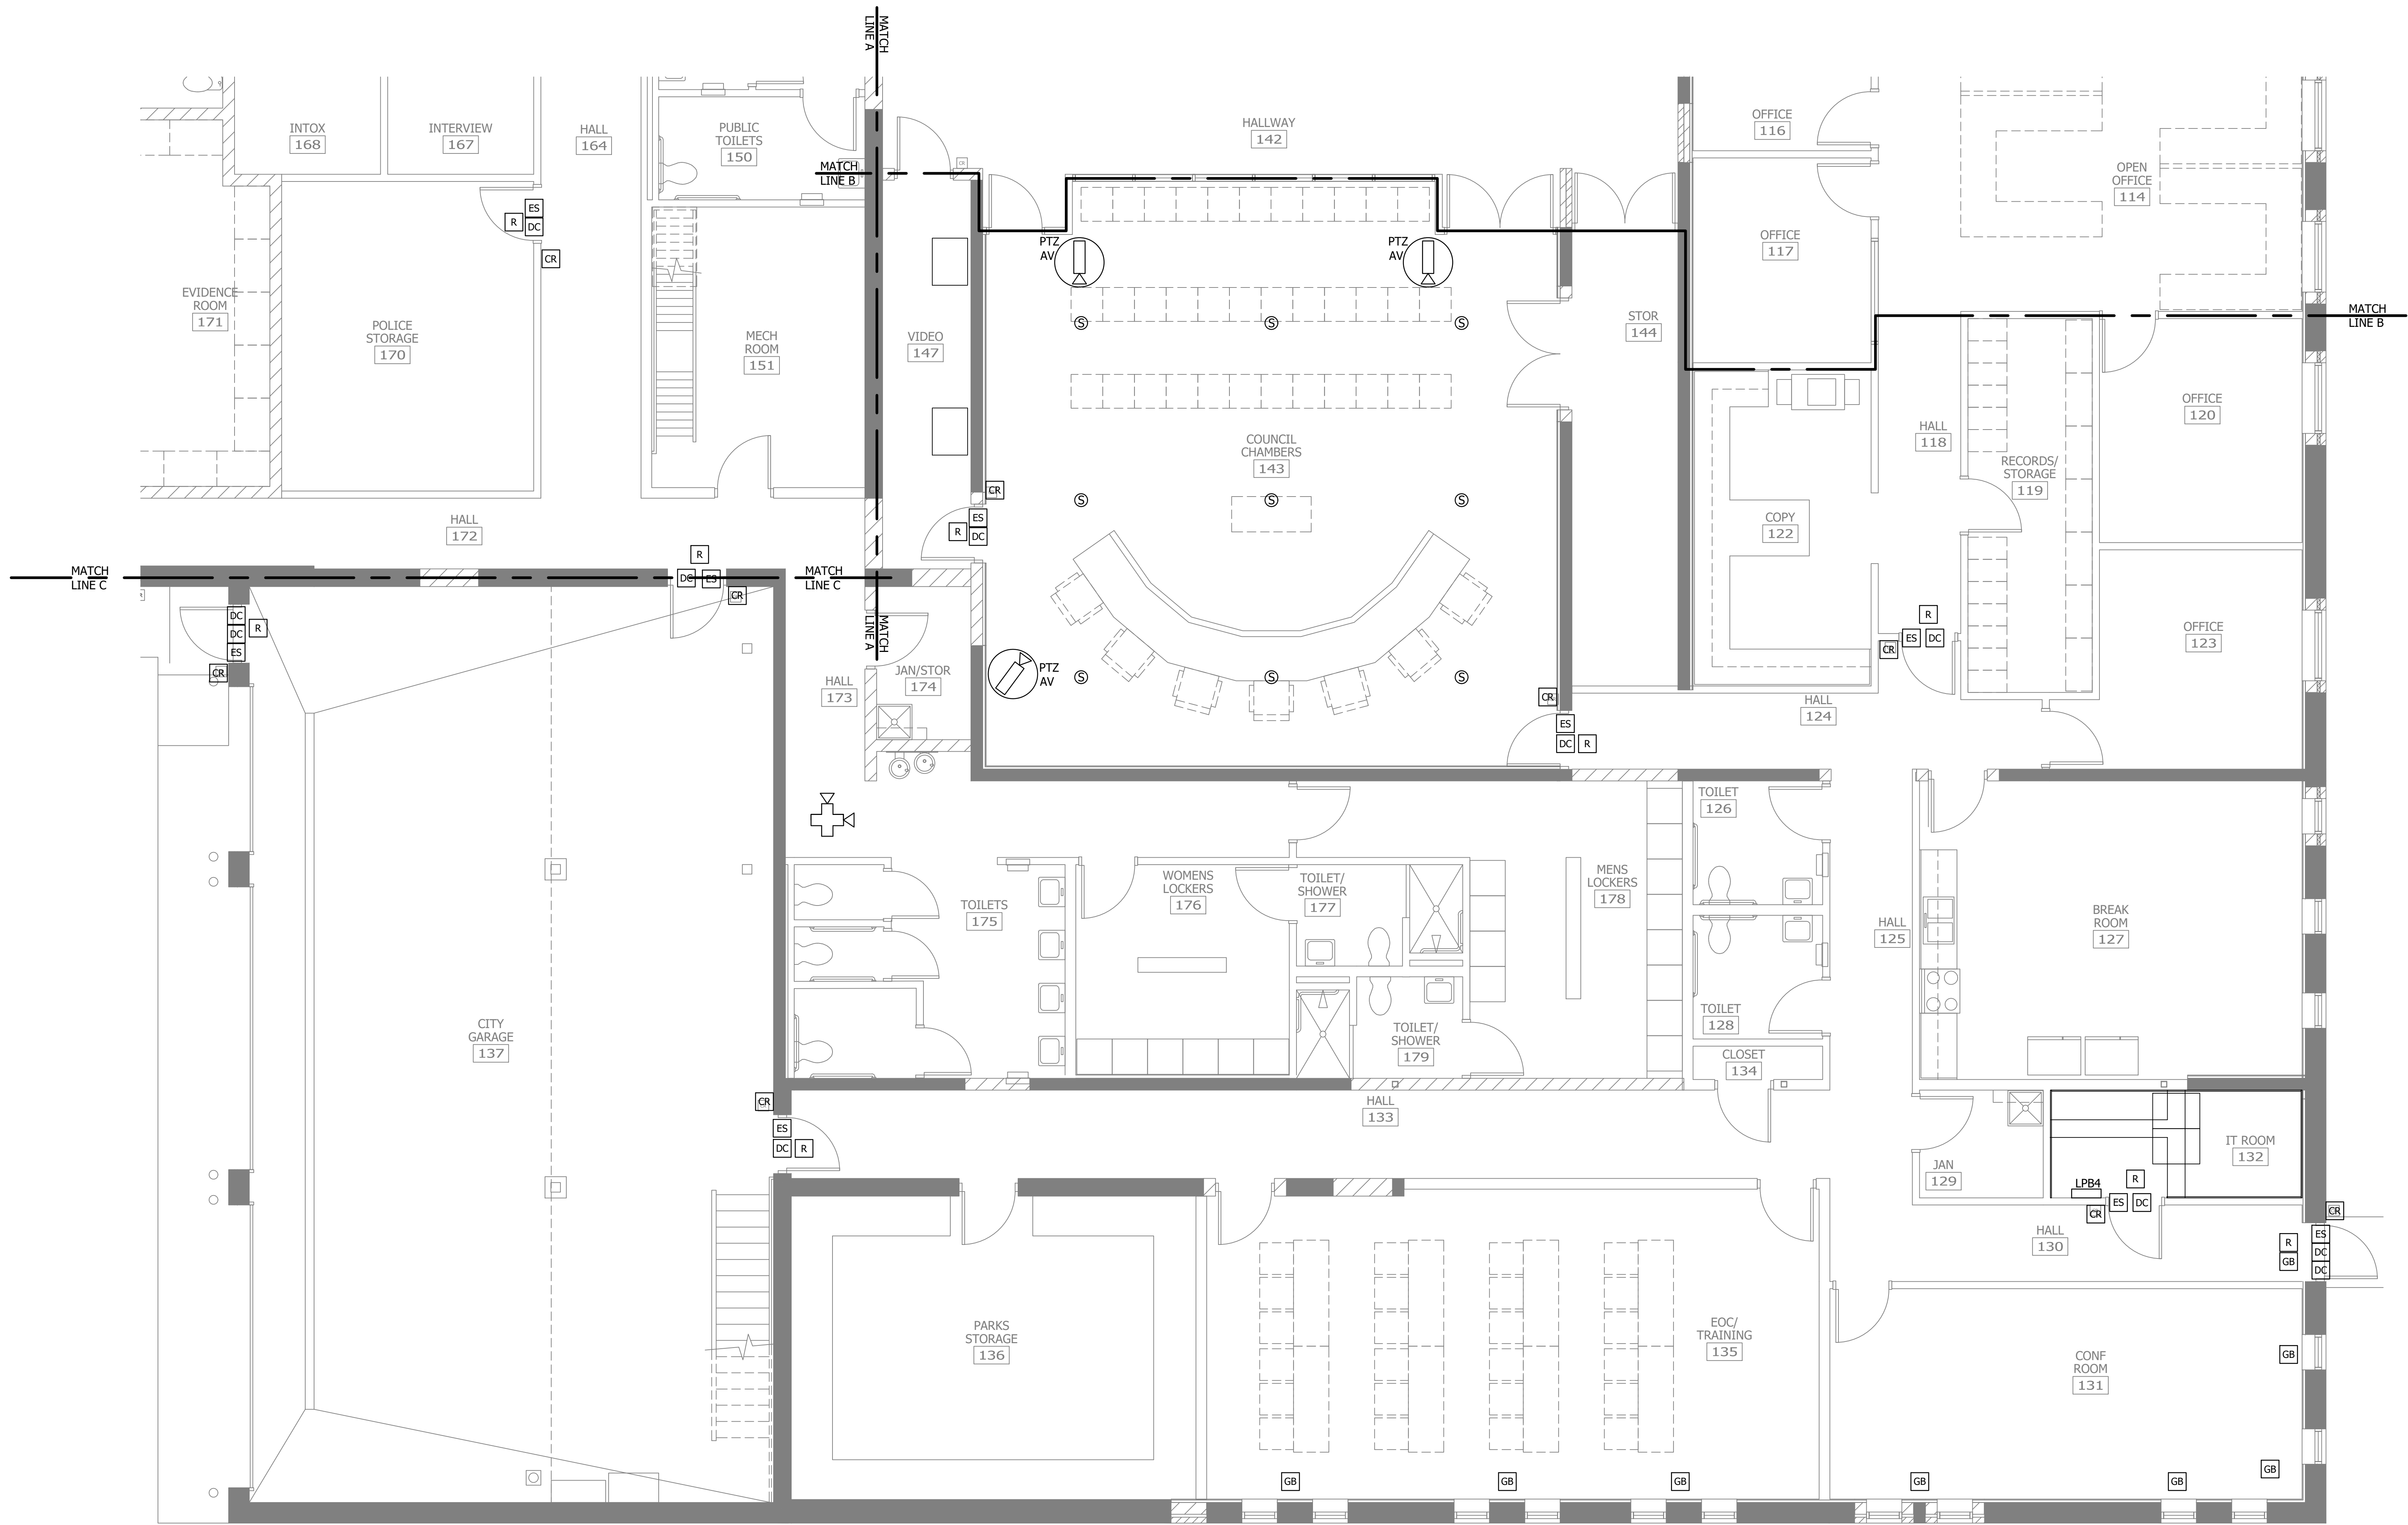 MATCH
LINE A
INTOX
168
INTERVIEW
167
HALL
164
PUBLIC
TOILETS
150
MATCH
LINE B
HALLWAY
142
CR
OFFICE
116
OPEN
OFFICE
114
ES
R
DC
CR
PTZ
AV
PTZ
AV
OFFICE
117
EVIDENCE
ROOM
171
POLICE
STORAGE
170
MECH
ROOM
151
VIDEO
147
S
S
S
STOR
144
MATCH
LINE B
OFFICE
120
COUNCIL
CHAMBERS
143
HALL
118
RECORDS/
STORAGE
119
CR
S
S
S
COPY
122
HALL
172
R
ES
DC
R
DC
ES
CR
MATCH
LINE C
MATCH
LINE C
MATCH
LINE A
DC
DC
R
ES
CR
R
ES
DC
CR
OFFICE
123
HALL
173
JAN/STOR
174
PTZ
AV
S
S
S
CR
ES
DC
R
HALL
124
TOILET
126
WOMENS
LOCKERS
176
TOILET/
SHOWER
177
MENS
LOCKERS
178
TOILETS
175
HALL
125
BREAK
ROOM
127
CITY
GARAGE
137
TOILET/
SHOWER
179
TOILET
128
CLOSET
134
CR
ES
DC
R
HALL
133
IT ROOM
132
JAN
129
LPB4
R
ES
DC
CR
CR
HALL
130
R
GB
ES
DC
DC
PARKS
STORAGE
136
EOC/
TRAINING
135
CONF
ROOM
131
GB
GB
GB
GB
GB
GB
GB